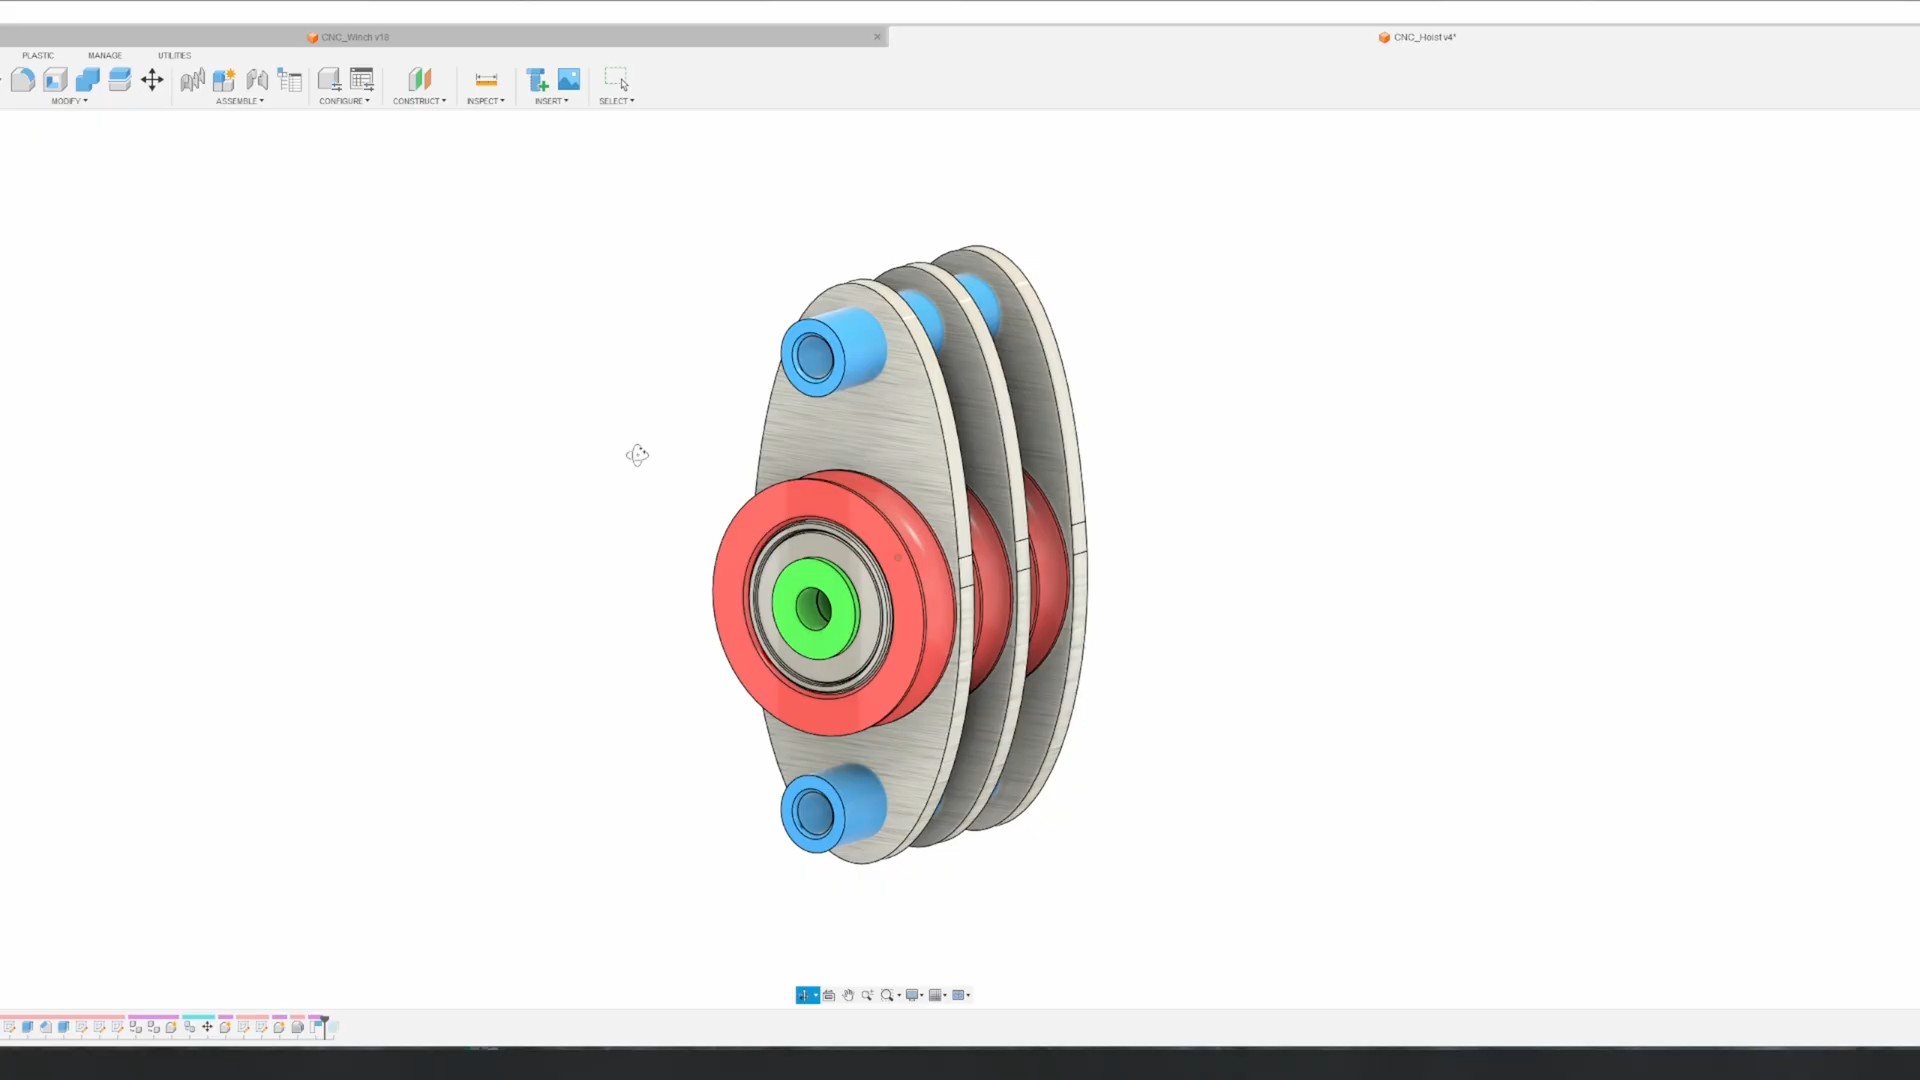 CNC_Winch v18
CNC_Hoist v4*
PLASTIC
MANAGE
UTILITIES
MODIFY
ASSEMBLE
CONFIGURE
CONSTRUCT
INSPECT
INSERT
SELECT